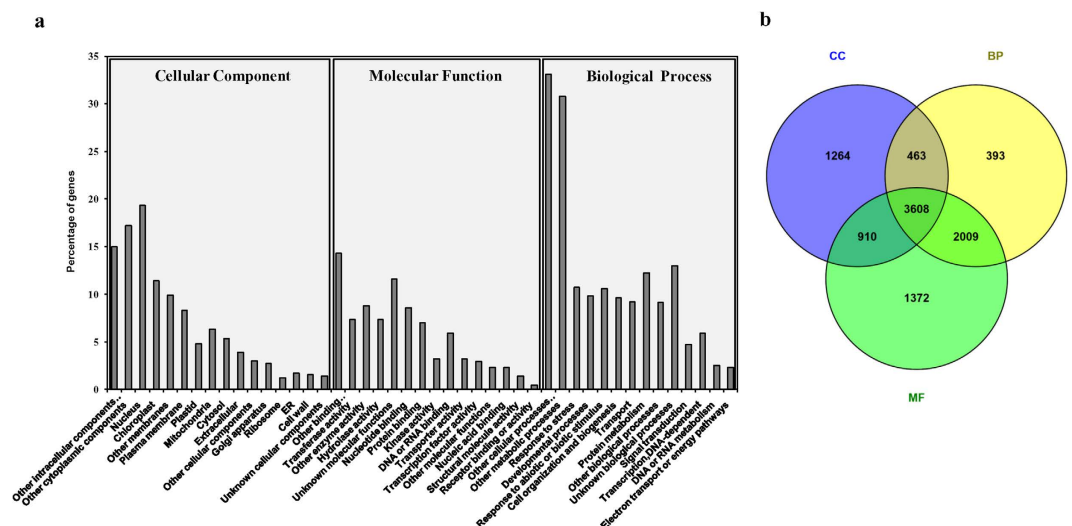 a
b
Percentage of genes
35
30
25
20
15
10
5
0
Cellular Component
Molecular Function
Biological Process
Other intracellular components..
Other cytoplasmic components
Nucleus
Chloroplast
Other membranes
Plasma membrane
Plastid
Mitochondria
Cytosol
Extracellular
Other cellular components
Golgi apparatus
Ribosome
ER
Cell wall
Unknown cellular components
Other binding..
Transferase activity
Other enzyme activity
Hydrolase activity
Unknown molecular functions
Nucleotide binding
Protein binding
Kinase activity
DNA or RNA binding
Transporter activity
Transcription factor activity
Other molecular functions
Nucleic acid binding
Structural molecule activity
Receptor binding or activity
Other cellular processes..
Other metabolic processes
Response to stress
Developmental processes
Response to abiotic or biotic stimulus
Cell organization and biogenesis
Transport
Protein metabolism
Other biological processes
Unknown biological processes
Signal transduction
Transcription,DNA-dependent
DNA or RNA metabolism
Electron transport or energy pathways
CC
BP
1264
463
393
3608
910
2009
1372
MF